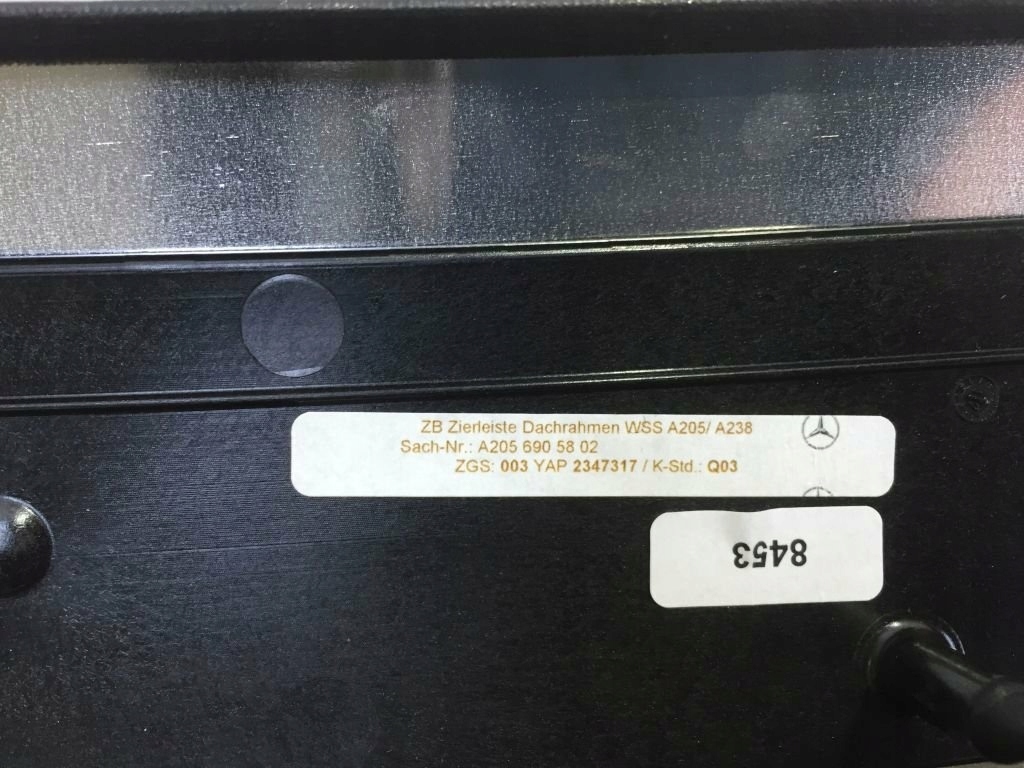 ZB Zierleiste Dachrahmen WSS A205/ A238
Sach-Nr.: A205 690 58 02
ZGS: 003 YAP 2347317 / K-Std.: Q03
8453